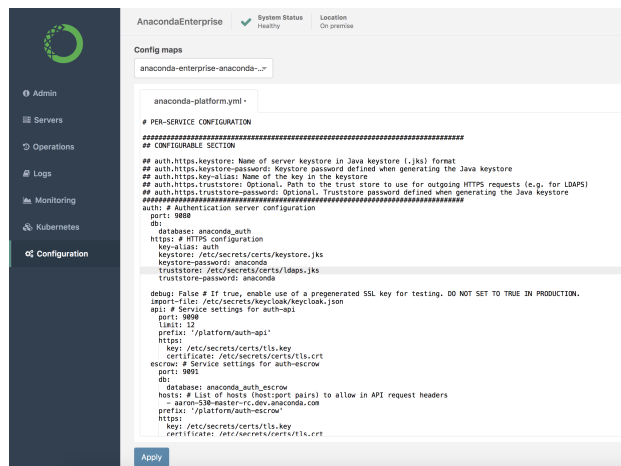 AnacondaEnterprise
System Status
Healthy
Location
On premise
Config maps
anaconda-enterprise-anaconda-...
Admin
Servers
Operations
Logs
Monitoring
Kubernetes
Configuration
anaconda-platform.yml •
# PER-SERVICE CONFIGURATION
################################################################################
## CONFIGURABLE SECTION
## auth.https.keystore: Name of server keystore in Java keystore (.jks) format
## auth.https.keystore-password: Keystore password defined when generating the Java keystore
## auth.https.key-alias: Name of the key in the keystore
## auth.https.truststore: Optional. Path to the trust store to use for outgoing HTTPS requests (e.g. for LDAPS)
## auth.https.truststore-password: Optional. Truststore password defined when generating the Java keystore
################################################################################
auth: # Authentication server configuration
port: 9080
db:
database: anaconda_auth
https: # HTTPS configuration
key-alias: auth
keystore: /etc/secrets/certs/keystore.jks
keystore-password: anaconda
truststore: /etc/secrets/certs/ldaps.jks
truststore-password: anaconda
debug: False # If true, enable use of a pregenerated SSL key for testing. DO NOT SET TO TRUE IN PRODUCTION.
import-file: /etc/secrets/keycloak/keycloak.json
api: # Service settings for auth-api
port: 9090
limit: 12
prefix: '/platform/auth-api'
https:
key: /etc/secrets/certs/tls.key
certificate: /etc/secrets/certs/tls.crt
escrow: # Service settings for auth-escrow
port: 9091
db:
database: anaconda_auth_escrow
hosts: # List of hosts (host:port pairs) to allow in API request headers
- aaron-530-master-rc.dev.anaconda.com
prefix: '/platform/auth-escrow'
https:
key: /etc/secrets/certs/tls.key
certificate: /etc/secrets/certs/tls.crt
Apply